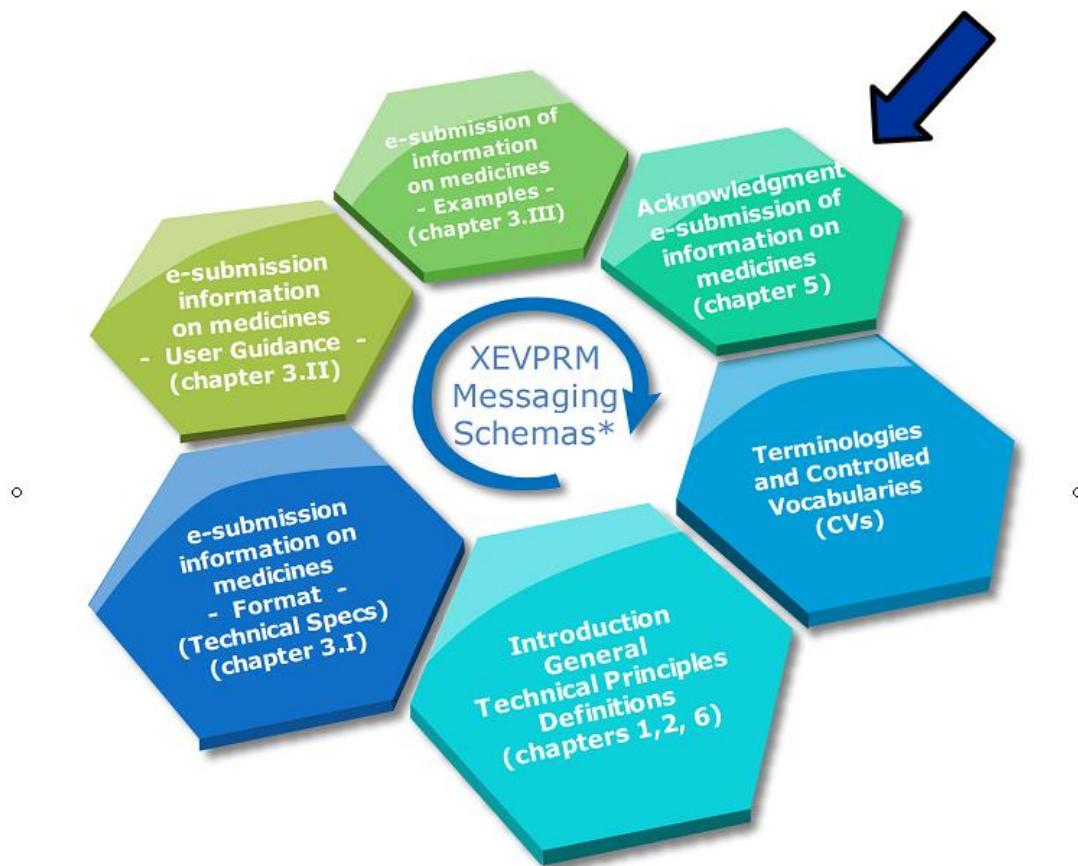 e-submission of
information
on medicines
- Examples -
(chapter 3.III)
Acknowledgment
e-submission of
information on
medicines
(chapter 5)
e-submission
information
on medicines
- User Guidance -
(chapter 3.II)
XEVPRM
Messaging
Schemas*
Terminologies
and Controlled
Vocabularies
(CVs)
e-submission
information on
medicines
- Format -
(Technical Specs)
(chapter 3.I)
Introduction
General
Technical Principles
Definitions
(chapters 1,2, 6)